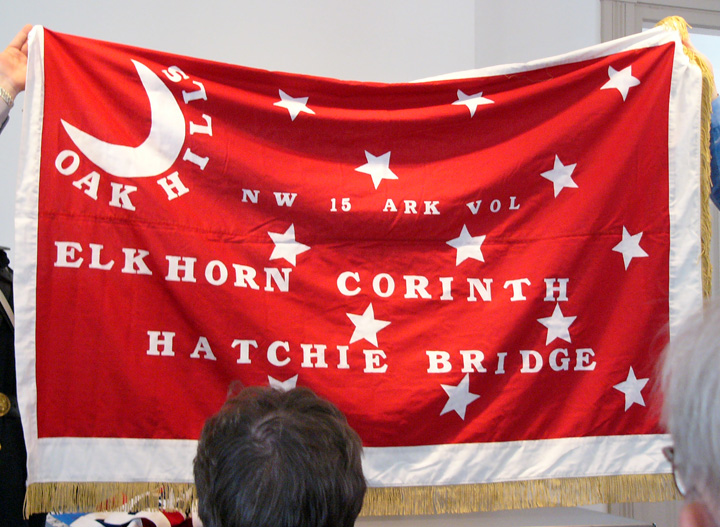 OAK HILLS
NW 15 ARK VOL
ELKHORN CORINTH
HATCHIE BRIDGE